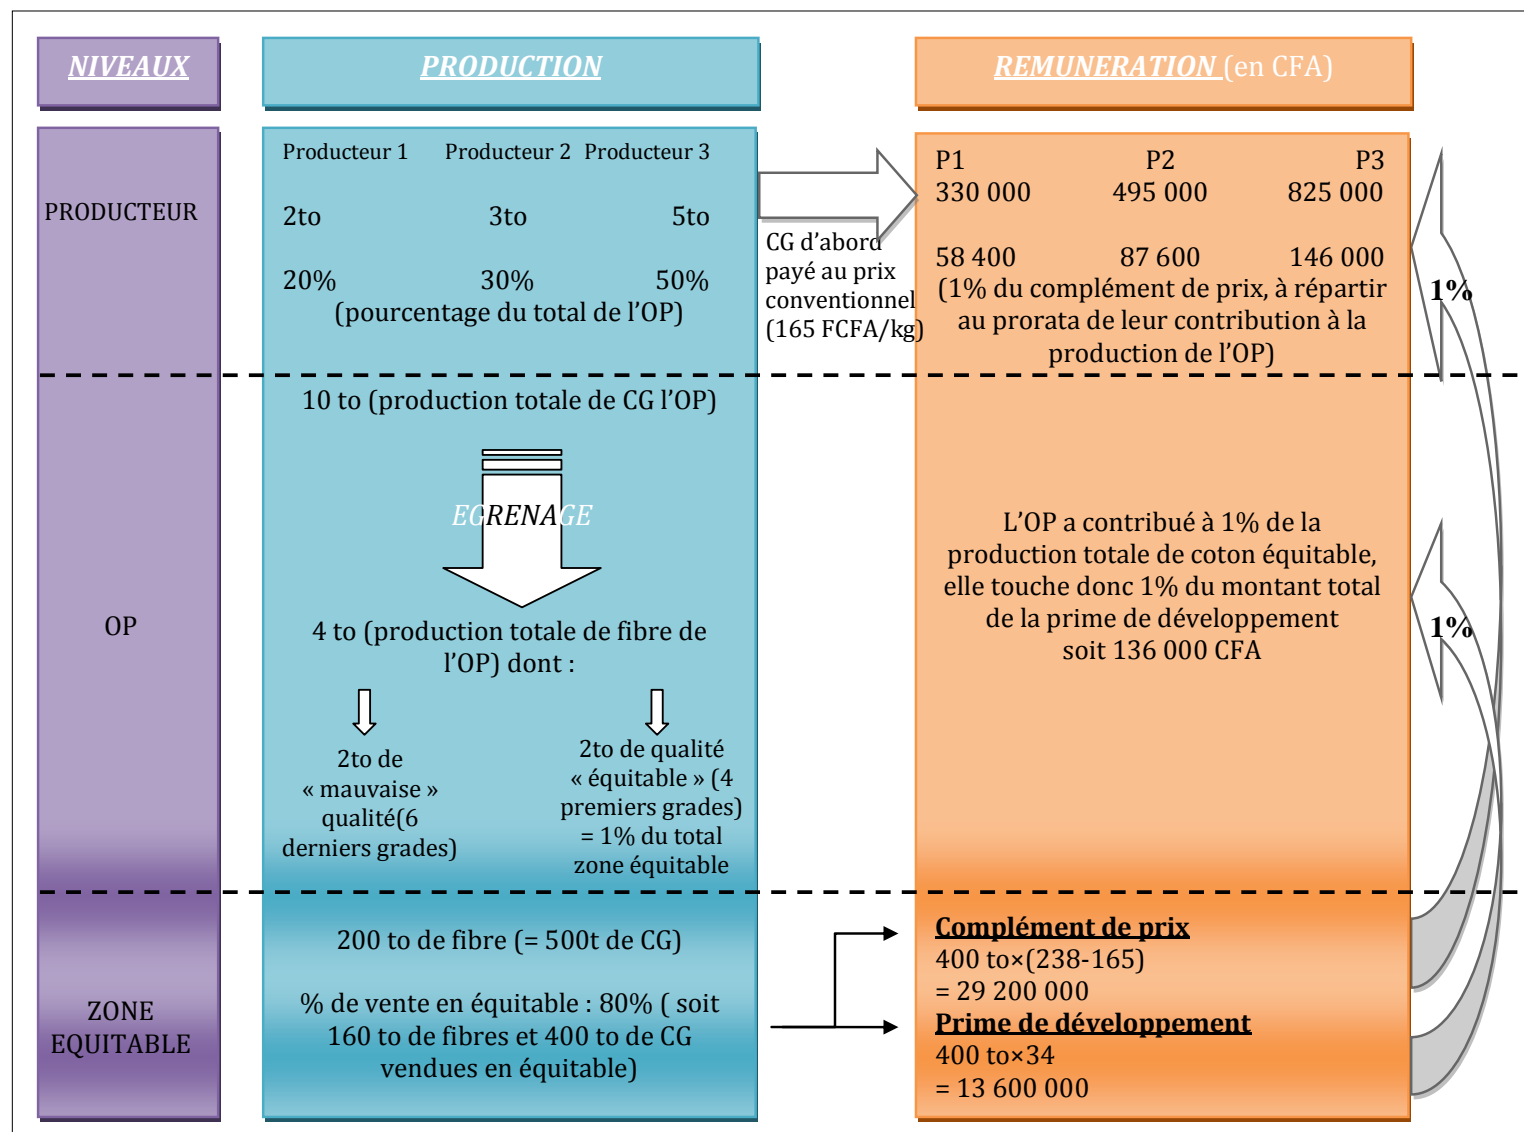 NIVEAUX
PRODUCTION
REMUNERATION (en CFA)
PRODUCTEUR
Producteur 1 Producteur 2 Producteur 3
2to 3to 5to
20% 30% 50%
(pourcentage du total de l’OP)
CG d’abord
payé au prix
conventionnel
(165 FCFA/kg)
P1 P2 P3
330 000 495 000 825 000
58 400 87 600 146 000
(1% du complément de prix, à répartir
au prorata de leur contribution à la
production de l’OP)
1%
OP
10 to (production totale de CG l’OP)
EGRENAGE
4 to (production totale de fibre de
l’OP) dont :
2to de
« mauvaise »
qualité(6
derniers grades)
2to de qualité
« équitable » (4
premiers grades)
= 1% du total
zone équitable
L’OP a contribué à 1% de la
production totale de coton équitable,
elle touche donc 1% du montant total
de la prime de développement
soit 136 000 CFA
1%
ZONE
EQUITABLE
200 to de fibre (= 500t de CG)
% de vente en équitable : 80% ( soit
160 to de fibres et 400 to de CG
vendues en équitable)
Complément de prix
400 to×(238-165)
= 29 200 000
Prime de développement
400 to×34
= 13 600 000